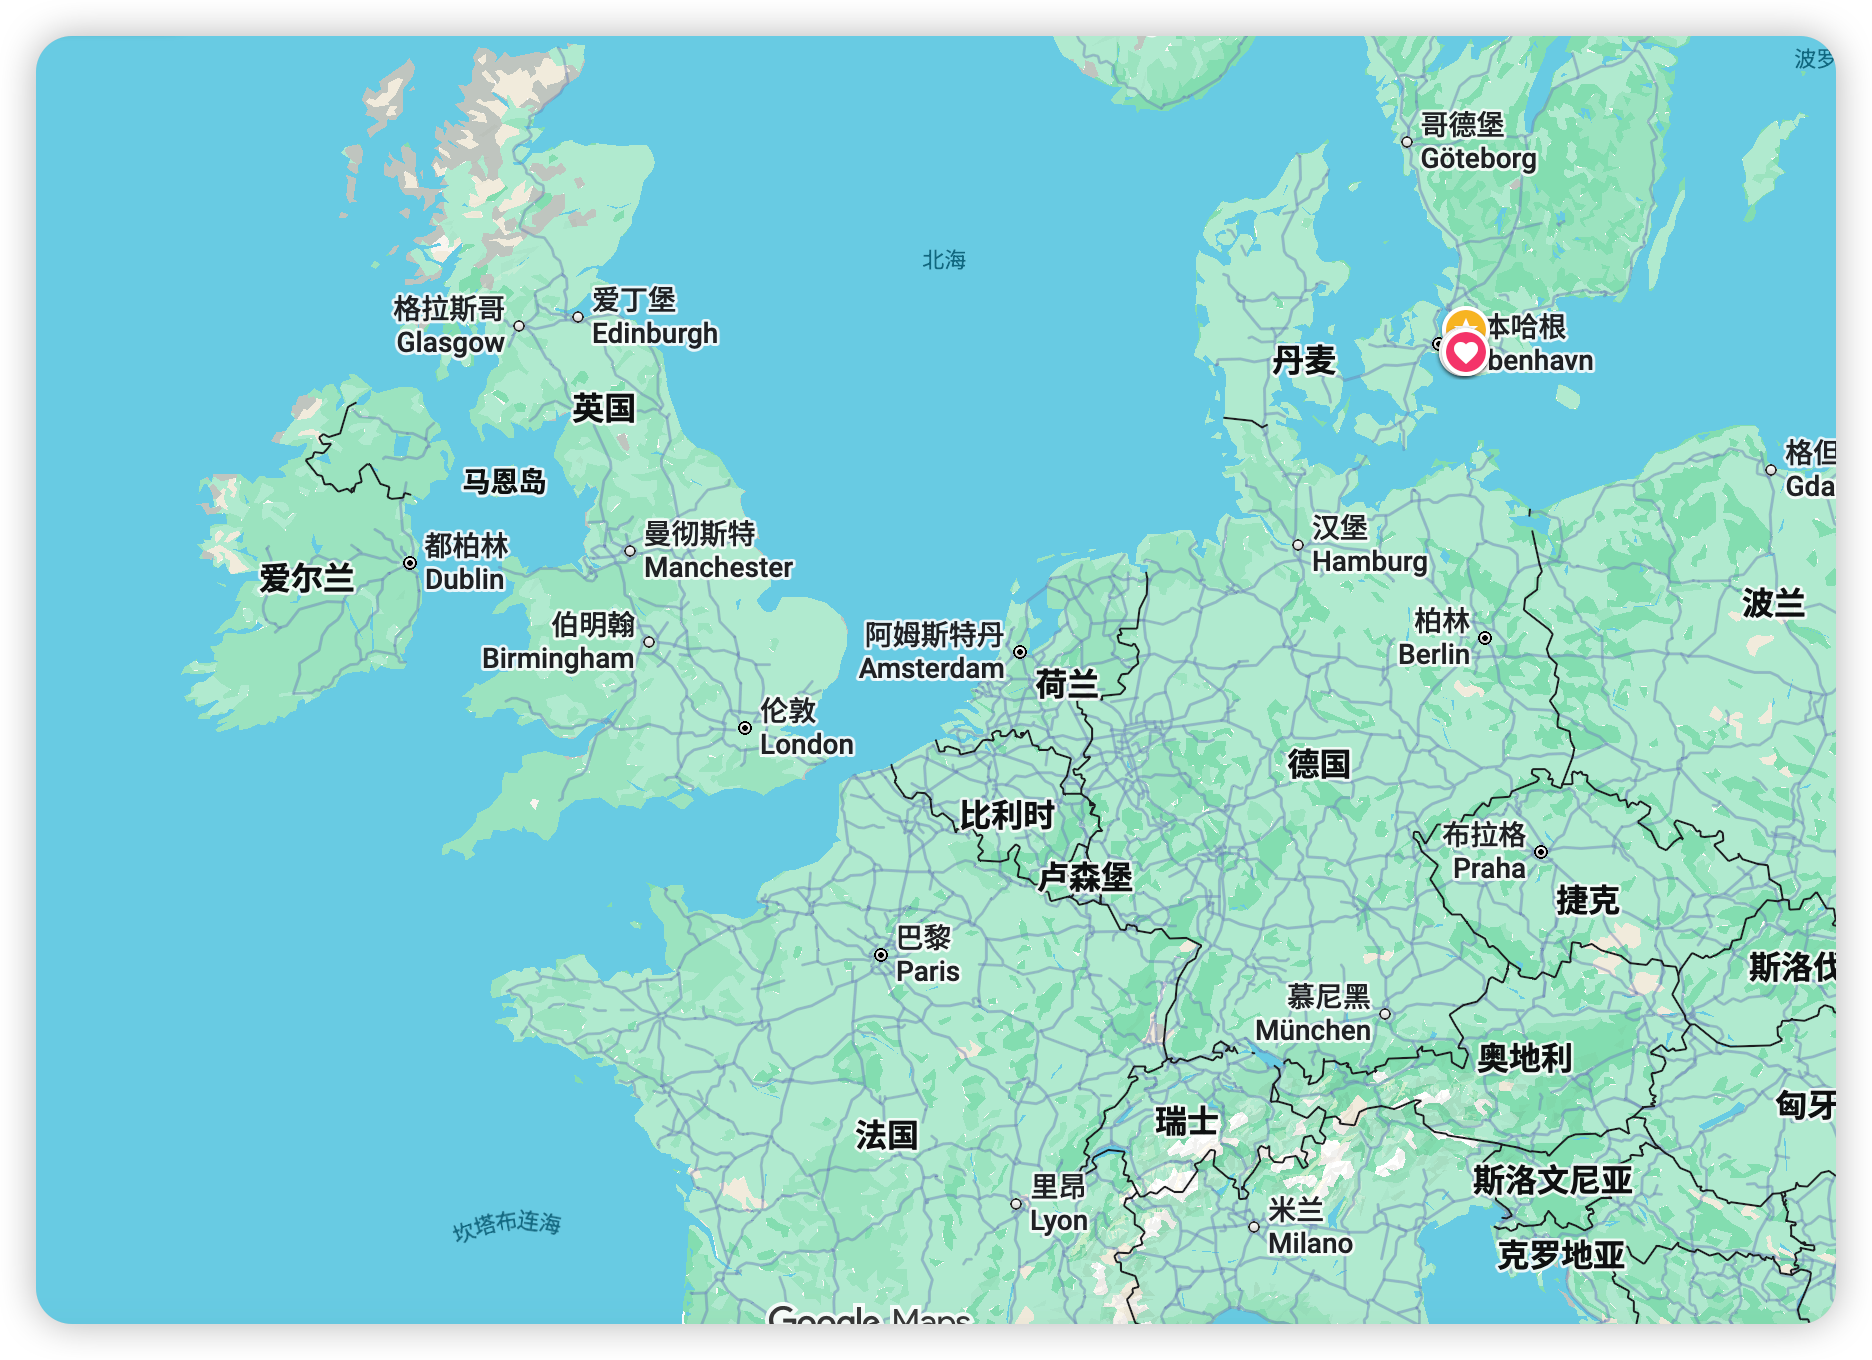 波罗
哥德堡
Göteborg
北海
格拉斯哥
Glasgow
爱丁堡
Edinburgh
本哈根
benhavn
丹麦
英国
马恩岛
格但
Gda
都柏林
Dublin
爱尔兰
曼彻斯特
Manchester
汉堡
Hamburg
波兰
伯明翰
Birmingham
阿姆斯特丹
Amsterdam
荷兰
柏林
Berlin
伦敦
London
德国
比利时
卢森堡
布拉格
Praha
捷克
巴黎
Paris
斯洛伐
慕尼黑
München
奥地利
匈牙
瑞士
法国
斯洛文尼亚
里昂
Lyon
米兰
Milano
坎塔布连海
克罗地亚
Google Maps